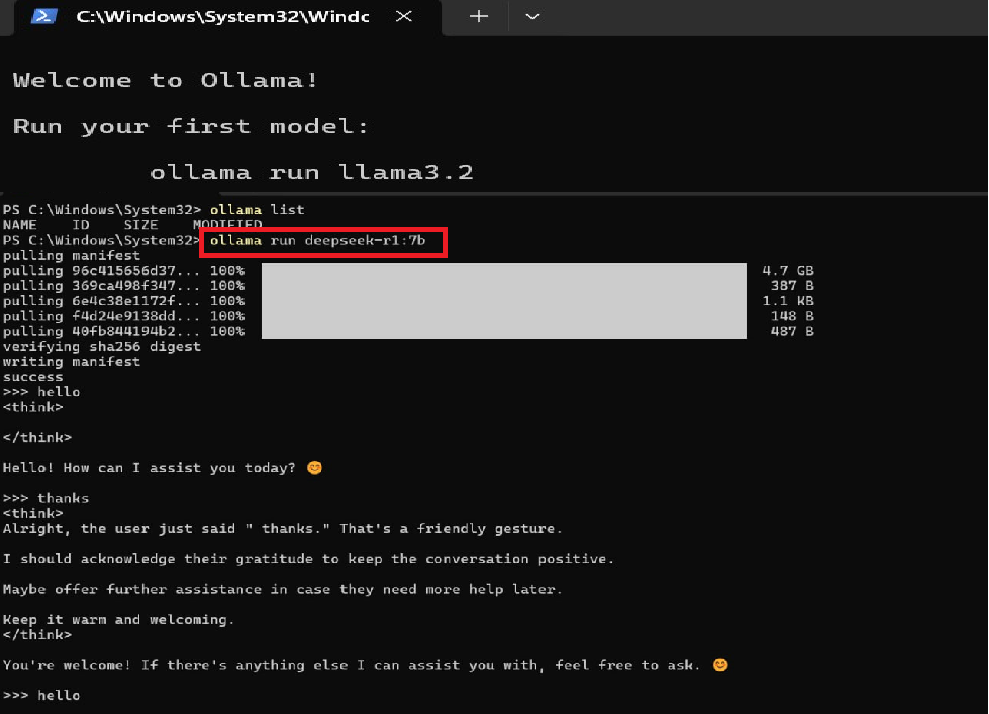 C:\Windows\System32\Windc
Welcome to Ollama!
Run your first model:
ollama run llama3.2
PS C:\Windows\System32> ollama list
NAME    ID    SIZE    MODIFIED
PS C:\Windows\System32> ollama run deepseek-r1:7b
pulling manifest
pulling 96c415656d37... 100% 4.7 GB
pulling 369ca498f347... 100% 387 B
pulling 6e4c38e1172f... 100% 1.1 KB
pulling f4d24e9138dd... 100% 148 B
pulling 40fb844194b2... 100% 487 B
verifying sha256 digest
writing manifest
success
>>> hello
<think>
</think>
Hello! How can I assist you today? 😊
>>> thanks
<think>
Alright, the user just said " thanks." That's a friendly gesture.
I should acknowledge their gratitude to keep the conversation positive.
Maybe offer further assistance in case they need more help later.
Keep it warm and welcoming.
</think>
You're welcome! If there's anything else I can assist you with, feel free to ask. 😊
>>> hello